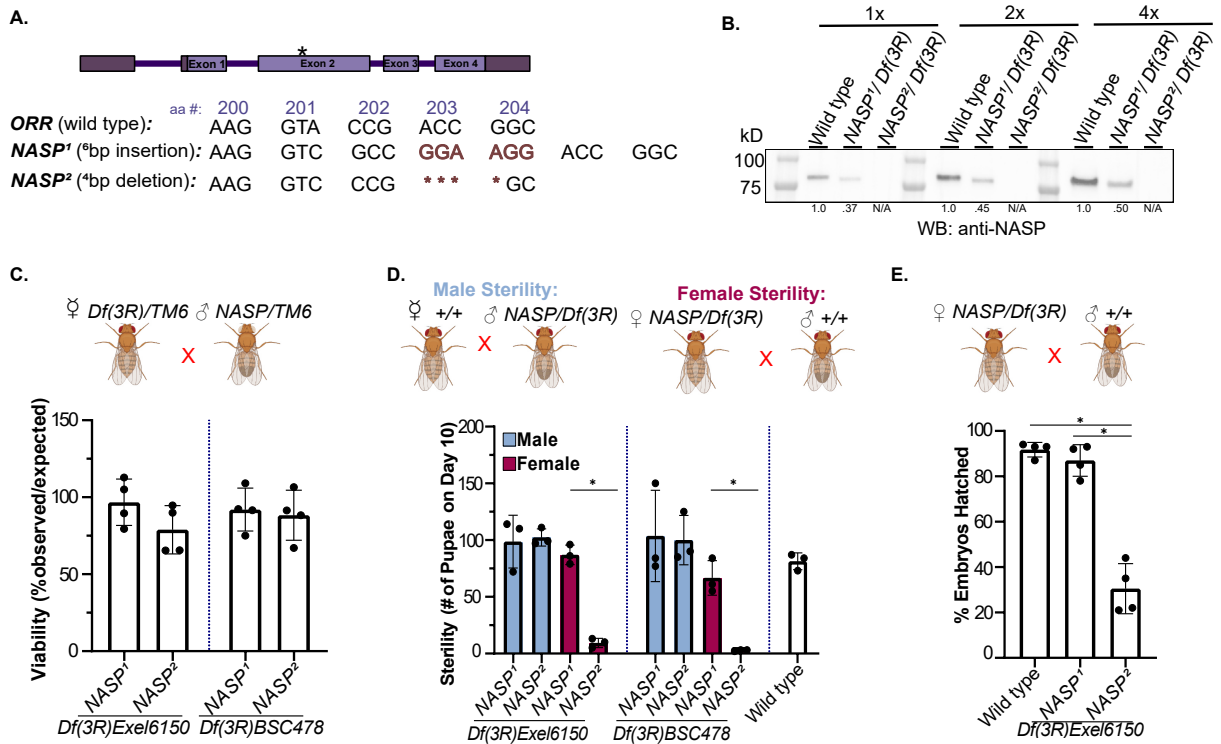 A.
*
Exon 1 Exon 2 Exon 3 Exon 4
aa #: 200 201 202 203 204
ORR (wild type): AAG GTA CCG ACC GGC
NASP¹ (⁶bp insertion): AAG GTC GCC GGA AGG ACC GGC
NASP² (⁴bp deletion): AAG GTC CCG *** *GC
B.
1x 2x 4x
Wild type NASP¹/Df(3R) NASP²/Df(3R) Wild type NASP¹/Df(3R) NASP²/Df(3R) Wild type NASP¹/Df(3R) NASP²/Df(3R)
kD
100
75
1.0 .37 N/A 1.0 .45 N/A 1.0 .50 N/A
WB: anti-NASP
C.
☿ Df(3R)/TM6 ♂ NASP/TM6
X
Viability (%observed/expected)
150
100
50
0
NASP¹ NASP² NASP¹ NASP²
Df(3R)Exel6150 Df(3R)BSC478
D.
Male Sterility: Female Sterility:
☿ +/+ ♂ NASP/Df(3R) ♀ NASP/Df(3R) ♂ +/+
X X
Sterility (# of Pupae on Day 10)
200
150
100
50
0
Male
Female
* *
NASP¹ NASP² NASP¹ NASP² NASP¹ NASP² NASP¹ NASP² Wild type
Df(3R)Exel6150 Df(3R)BSC478
E.
♀ NASP/Df(3R) ♂ +/+
X
% Embryos Hatched
100
80
60
40
20
0
*
*
Wild type NASP¹ NASP²
Df(3R)Exel6150